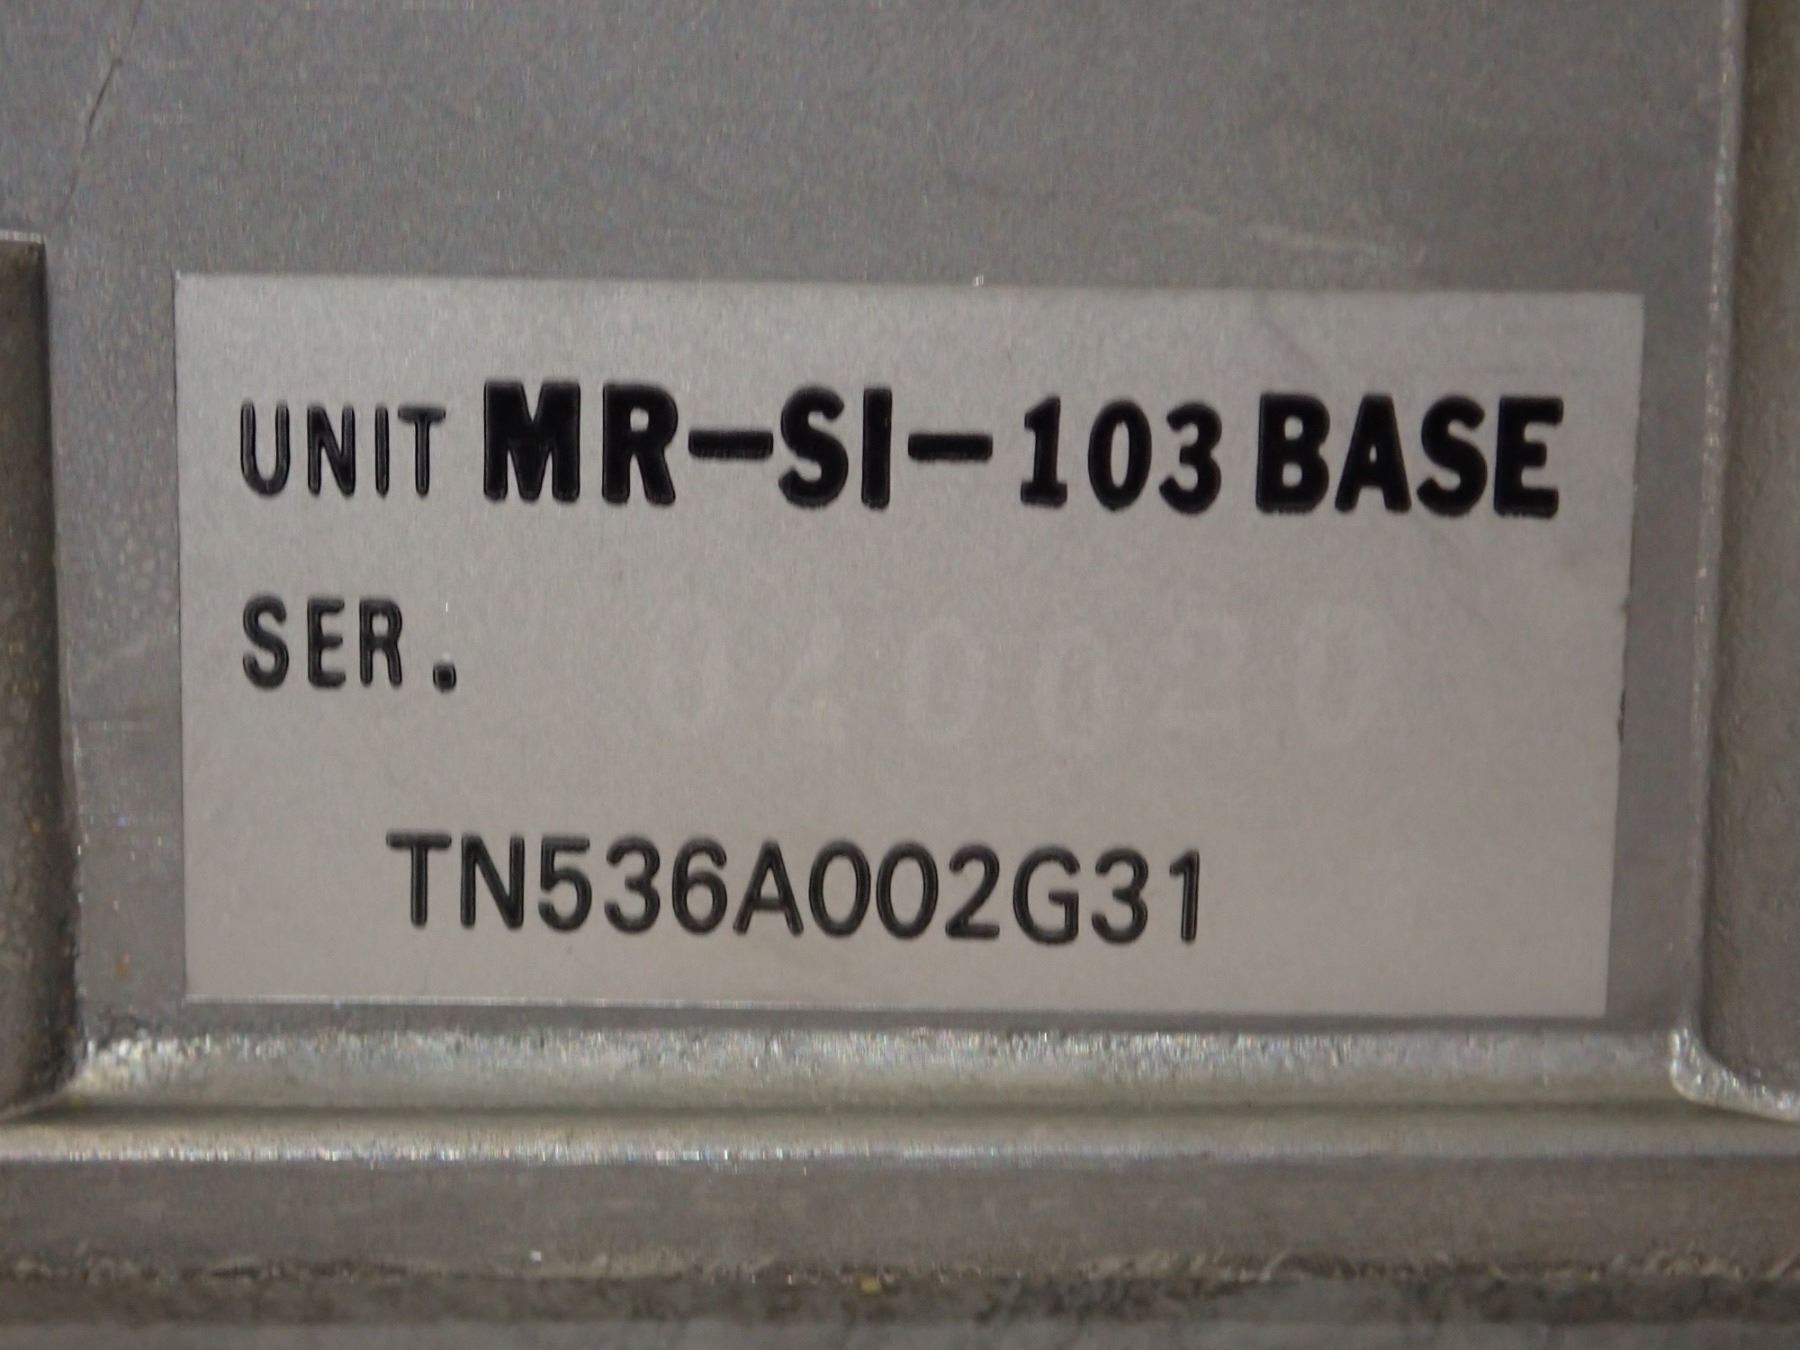 UNIT MR-SI-103 BASE
SER.
TN536A002G31